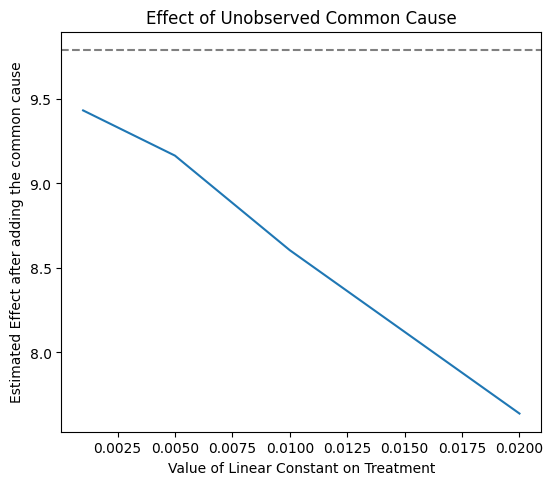 Effect of Unobserved Common Cause
Estimated Effect after adding the common cause
9.5
9.0
8.5
8.0
0.0025 0.0050 0.0075 0.0100 0.0125 0.0150 0.0175 0.0200
Value of Linear Constant on Treatment